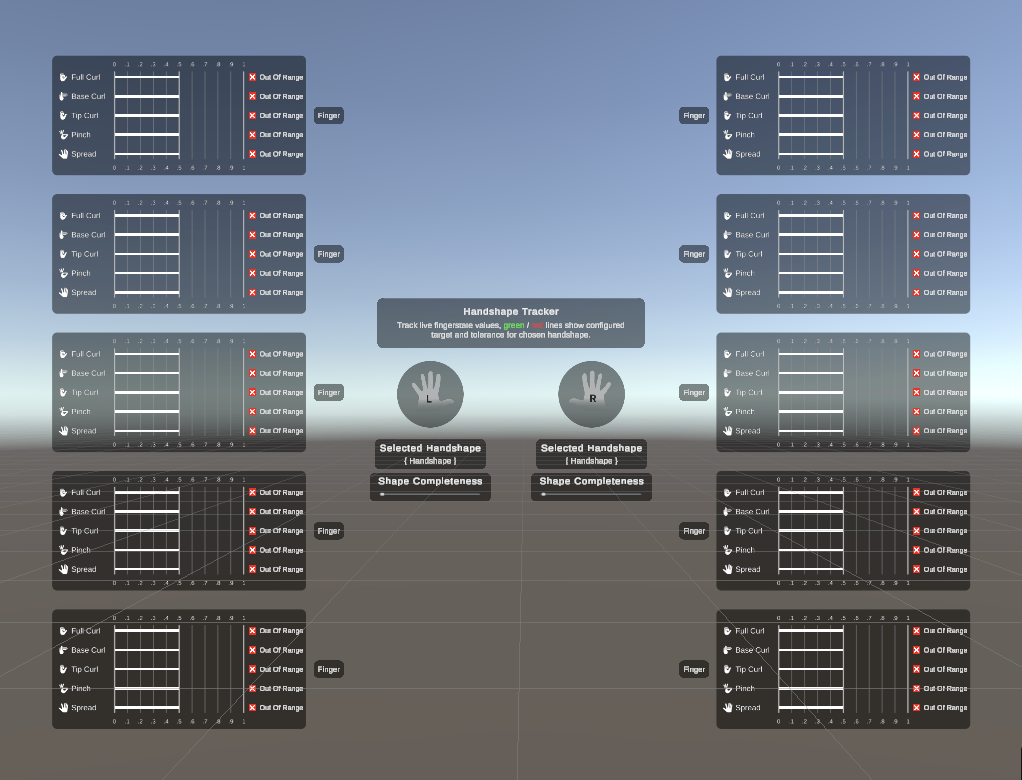 0 .1 .2 .3 .4 .5 .6 .7 .8 .9 1
Full Curl Out Of Range
Base Curl Out Of Range
Tip Curl Out Of Range
Pinch Out Of Range
Spread Out Of Range
0 .1 .2 .3 .4 .5 .6 .7 .8 .9 1
Finger
0 .1 .2 .3 .4 .5 .6 .7 .8 .9 1
Full Curl Out Of Range
Base Curl Out Of Range
Tip Curl Out Of Range
Pinch Out Of Range
Spread Out Of Range
0 .1 .2 .3 .4 .5 .6 .7 .8 .9 1
Finger
0 .1 .2 .3 .4 .5 .6 .7 .8 .9 1
Full Curl Out Of Range
Base Curl Out Of Range
Tip Curl Out Of Range
Pinch Out Of Range
Spread Out Of Range
0 .1 .2 .3 .4 .5 .6 .7 .8 .9 1
Finger
0 .1 .2 .3 .4 .5 .6 .7 .8 .9 1
Full Curl Out Of Range
Base Curl Out Of Range
Tip Curl Out Of Range
Pinch Out Of Range
Spread Out Of Range
0 .1 .2 .3 .4 .5 .6 .7 .8 .9 1
Finger
0 .1 .2 .3 .4 .5 .6 .7 .8 .9 1
Full Curl Out Of Range
Base Curl Out Of Range
Tip Curl Out Of Range
Pinch Out Of Range
Spread Out Of Range
0 .1 .2 .3 .4 .5 .6 .7 .8 .9 1
Finger
Handshape Tracker
Track live fingerstate values, green / red lines show configured
target and tolerance for chosen handshape.
L
Selected Handshape
{ Handshape }
Shape Completeness
R
Selected Handshape
{ Handshape }
Shape Completeness
Finger
0 .1 .2 .3 .4 .5 .6 .7 .8 .9 1
Full Curl Out Of Range
Base Curl Out Of Range
Tip Curl Out Of Range
Pinch Out Of Range
Spread Out Of Range
0 .1 .2 .3 .4 .5 .6 .7 .8 .9 1
Finger
0 .1 .2 .3 .4 .5 .6 .7 .8 .9 1
Full Curl Out Of Range
Base Curl Out Of Range
Tip Curl Out Of Range
Pinch Out Of Range
Spread Out Of Range
0 .1 .2 .3 .4 .5 .6 .7 .8 .9 1
Finger
0 .1 .2 .3 .4 .5 .6 .7 .8 .9 1
Full Curl Out Of Range
Base Curl Out Of Range
Tip Curl Out Of Range
Pinch Out Of Range
Spread Out Of Range
0 .1 .2 .3 .4 .5 .6 .7 .8 .9 1
Finger
0 .1 .2 .3 .4 .5 .6 .7 .8 .9 1
Full Curl Out Of Range
Base Curl Out Of Range
Tip Curl Out Of Range
Pinch Out Of Range
Spread Out Of Range
0 .1 .2 .3 .4 .5 .6 .7 .8 .9 1
Finger
0 .1 .2 .3 .4 .5 .6 .7 .8 .9 1
Full Curl Out Of Range
Base Curl Out Of Range
Tip Curl Out Of Range
Pinch Out Of Range
Spread Out Of Range
0 .1 .2 .3 .4 .5 .6 .7 .8 .9 1